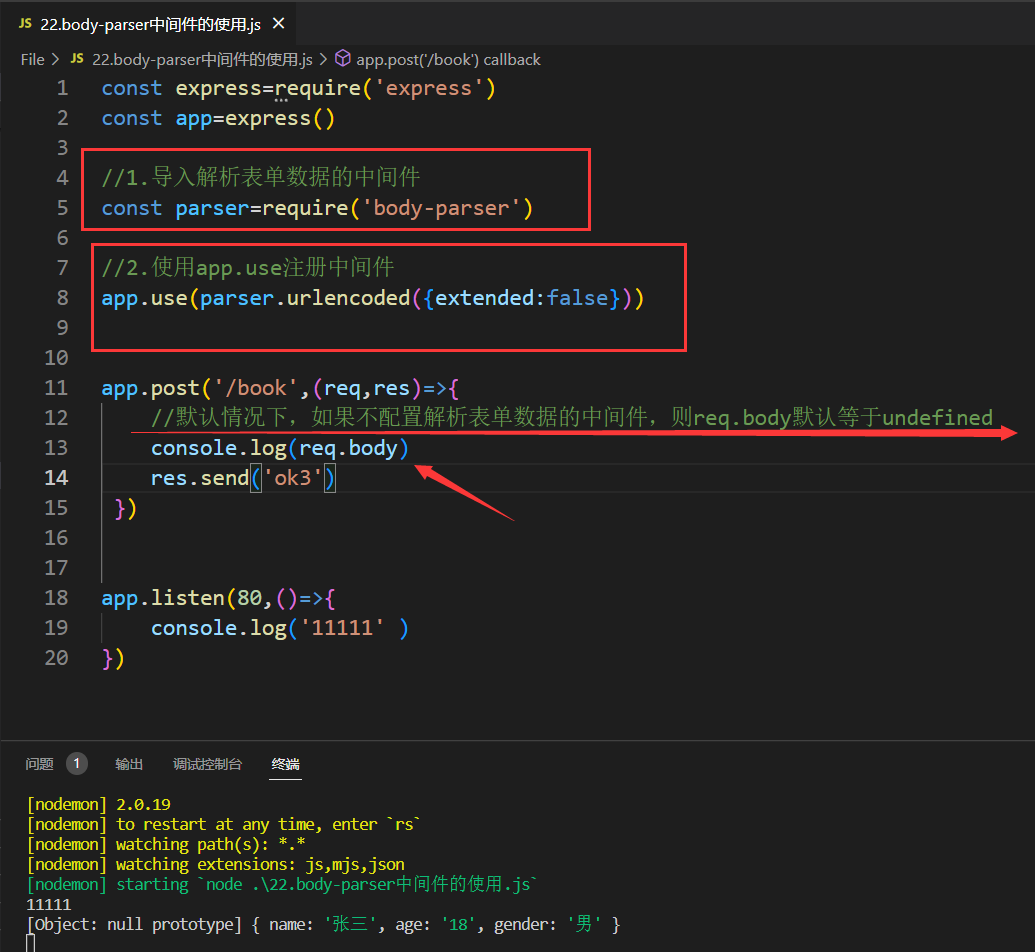 JS 22.body-parser中间件的使用.js ×
File > JS 22.body-parser中间件的使用.js > app.post('/book') callback
1 const express=require('express')
2 const app=express()
3
4 //1.导入解析表单数据的中间件
5 const parser=require('body-parser')
6
7 //2.使用app.use注册中间件
8 app.use(parser.urlencoded({extended:false}))
9
10
11 app.post('/book',(req,res)=>{
12 //默认情况下，如果不配置解析表单数据的中间件，则req.body默认等于undefined
13 console.log(req.body)
14 res.send('ok3')
15 })
16
17
18 app.listen(80,()=>{
19 console.log('11111' )
20 })
问题 1 输出 调试控制台 终端
[nodemon] 2.0.19
[nodemon] to restart at any time, enter `rs`
[nodemon] watching path(s): *.*
[nodemon] watching extensions: js,mjs,json
[nodemon] starting `node .\22.body-parser中间件的使用.js`
11111
[Object: null prototype] { name: '张三', age: '18', gender: '男' }